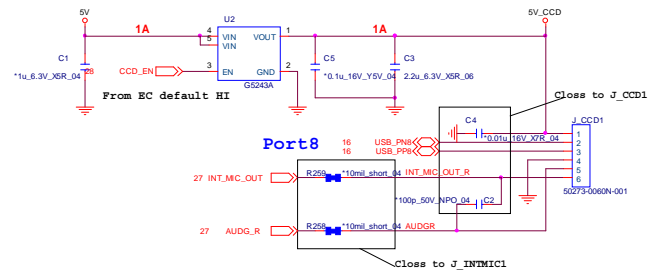 5V
5V_CCD
1A
U2
1A
4
VIN
VOUT
1
5
VIN
C1
*1u_6.3V_X5R_04
28
CCD_EN
3
EN
GND
2
G5243A
C5
*0.1u_16V_Y5V_04
C3
2.2u_6.3V_X5R_06
From EC default HI
Closs to J_CCD1
C4
*0.01u_16V_X7R_04
J_CCD1
Port8
16
USB_PN8
16
USB_PP8
1
2
3
4
5
6
50273-0060N-001
27
INT_MIC_OUT
R259
*10mil_short_04
INT_MIC_OUT_R
*100p_50V_NPO_04
C2
27
AUDG_R
R258
*10mil_short_04
AUDGR
Closs to J_INTMIC1